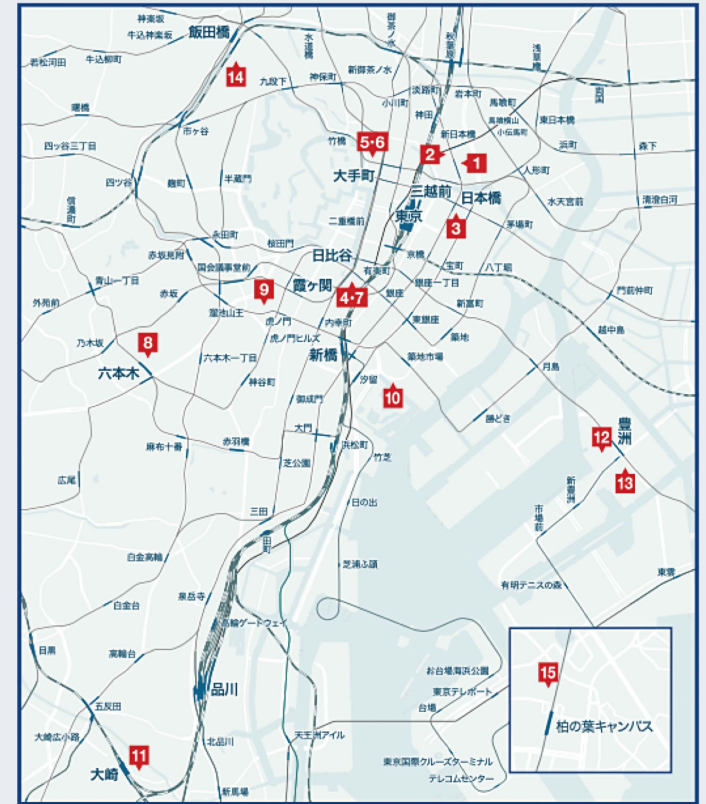 神楽坂
牛込神楽坂
飯田橋
水道橋
御茶ノ水
秋葉原
浅草橋
両国
若松河田
牛込柳町
14
九段下
神保町
新御茶ノ水
小川町
淡路町
神田
岩本町
馬喰町
馬喰横山
小伝馬町
東日本橋
曙橋
市ヶ谷
竹橋
5・6
新日本橋
2
1
浜町
森下
四ッ谷三丁目
四ツ谷
麹町
半蔵門
大手町
三越前
日本橋
人形町
水天宮前
清澄白河
信濃町
二重橋前
東京
3
茅場町
永田町
桜田門
日比谷
京橋
赤坂見附
国会議事堂前
有楽町
宝町
八丁堀
青山一丁目
赤坂
9
霞ヶ関
4・7
銀座
銀座一丁目
新富町
門前仲町
外苑前
溜池山王
虎ノ門
内幸町
東銀座
越中島
乃木坂
8
六本木
六本木一丁目
虎ノ門ヒルズ
新橋
築地
築地市場
神谷町
汐留
10
月島
御成門
勝どき
大門
浜松町
竹芝
12
豊洲
13
麻布十番
赤羽橋
芝公園
広尾
新豊洲
市場前
三田
田町
日の出
白金高輪
芝浦ふ頭
有明テニスの森
東雲
白金台
泉岳寺
高輪ゲートウェイ
目黒
高輪台
お台場海浜公園
東京テレポート
台場
15
柏の葉キャンパス
五反田
品川
大崎広小路
11
大崎
北品川
天王洲アイル
東京国際クルーズターミナル
テレコムセンター
新馬場